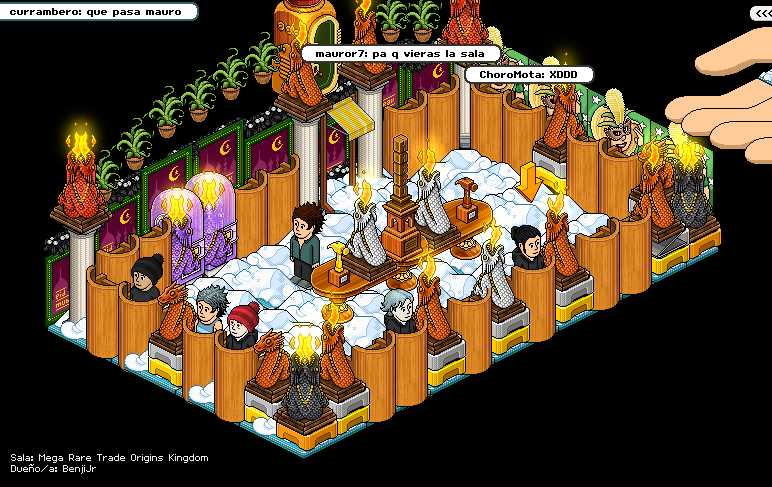 currambero: que pasa mauro
<<<
mauror7: pa q vieras la sala
ChoroMota: XDDD
Eid
Sala: Mega Rare Trade Origins Kingdom
Dueño/a: BenjiJr